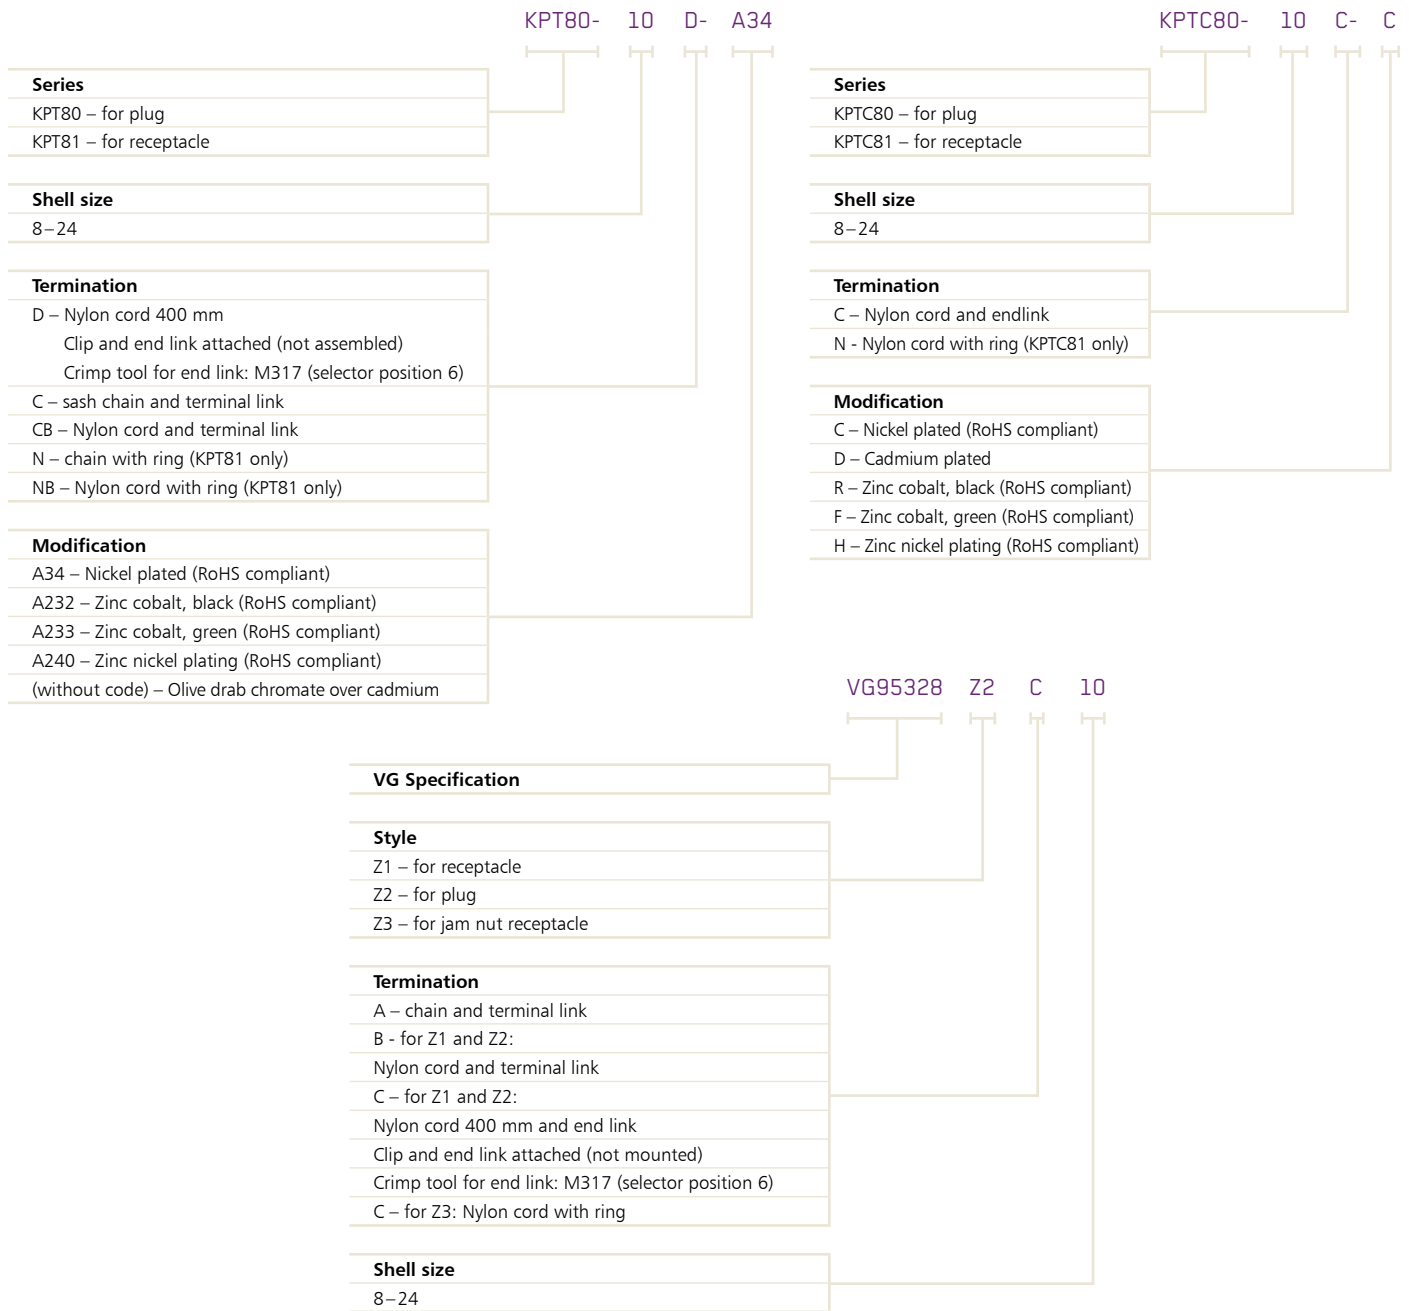 KPT80- 10 D- A34
Series
KPT80 – for plug
KPT81 – for receptacle
Shell size
8–24
Termination
D – Nylon cord 400 mm
Clip and end link attached (not assembled)
Crimp tool for end link: M317 (selector position 6)
C – sash chain and terminal link
CB – Nylon cord and terminal link
N – chain with ring (KPT81 only)
NB – Nylon cord with ring (KPT81 only)
Modification
A34 – Nickel plated (RoHS compliant)
A232 – Zinc cobalt, black (RoHS compliant)
A233 – Zinc cobalt, green (RoHS compliant)
A240 – Zinc nickel plating (RoHS compliant)
(without code) – Olive drab chromate over cadmium
KPTC80- 10 C- C
Series
KPTC80 – for plug
KPTC81 – for receptacle
Shell size
8–24
Termination
C – Nylon cord and endlink
N - Nylon cord with ring (KPTC81 only)
Modification
C – Nickel plated (RoHS compliant)
D – Cadmium plated
R – Zinc cobalt, black (RoHS compliant)
F – Zinc cobalt, green (RoHS compliant)
H – Zinc nickel plating (RoHS compliant)
VG95328 Z2 C 10
VG Specification
Style
Z1 – for receptacle
Z2 – for plug
Z3 – for jam nut receptacle
Termination
A – chain and terminal link
B - for Z1 and Z2:
Nylon cord and terminal link
C – for Z1 and Z2:
Nylon cord 400 mm and end link
Clip and end link attached (not mounted)
Crimp tool for end link: M317 (selector position 6)
C – for Z3: Nylon cord with ring
Shell size
8–24